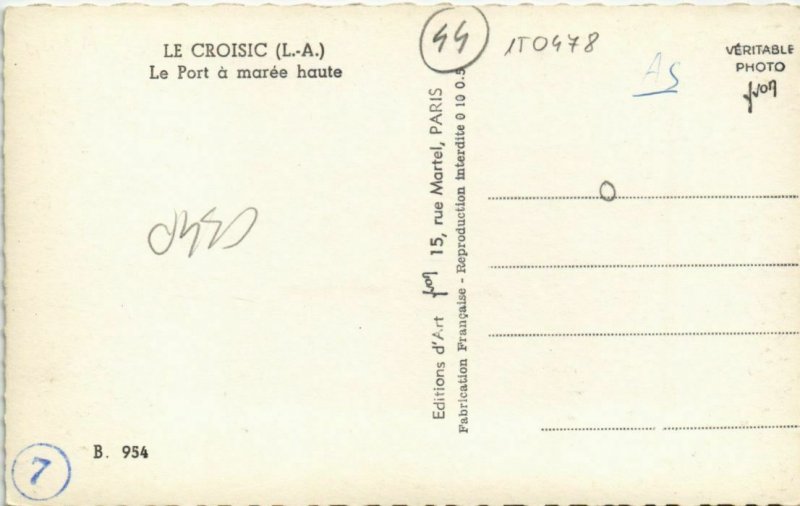 LE CROISIC (L.-A.)
Le Port à marée haute
44
1T0478
AS
VÉRITABLE
PHOTO
yvon
Editions d'Art yvon 15, rue Martel, PARIS
Fabrication Française - Reproduction interdite 0 10 0.5
B. 954
7